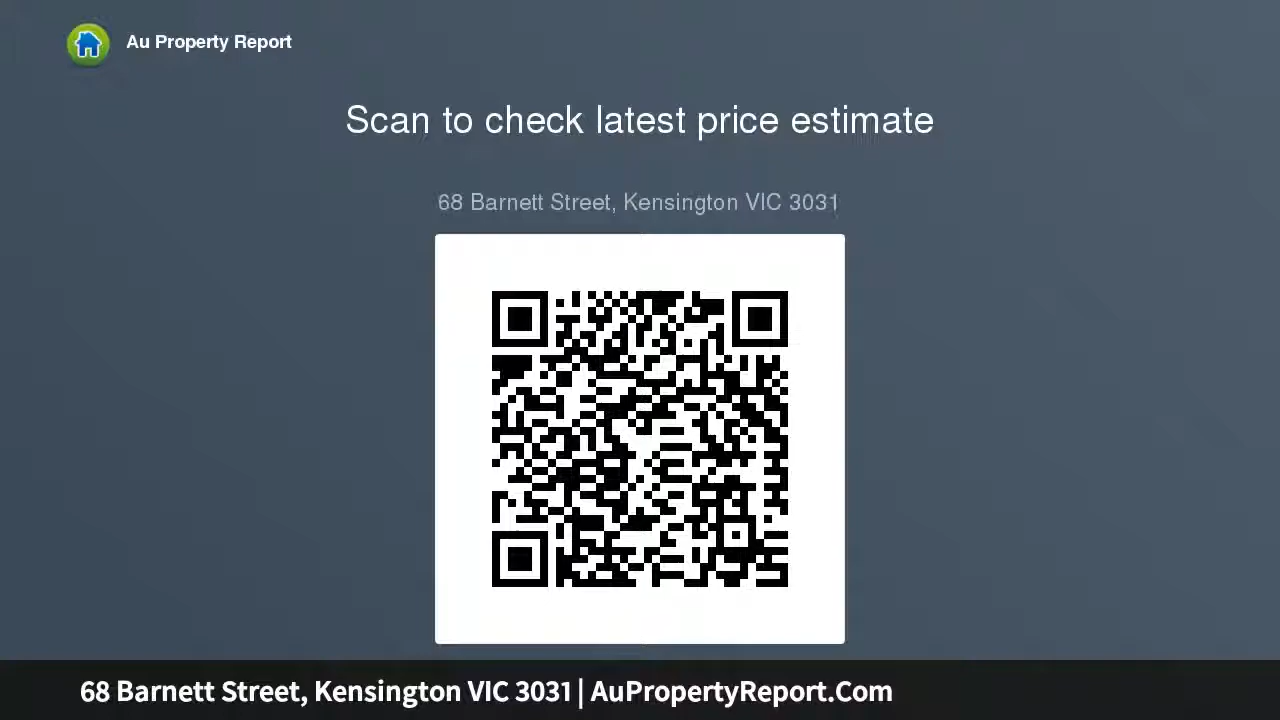 Au Property Report
Scan to check latest price estimate
68 Barnett Street, Kensington VIC 3031
68 Barnett Street, Kensington VIC 3031 | AuPropertyReport.Com